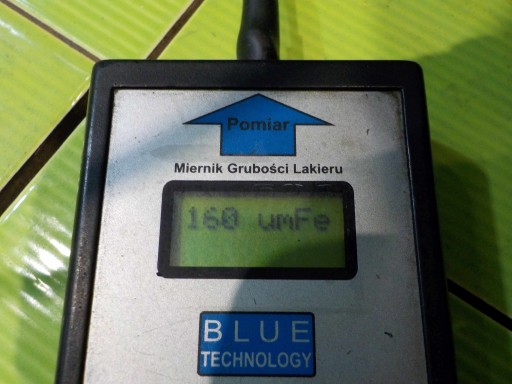 Pomiar
Miernik Grubości Lakieru
160 umFe
BLUE
TECHNOLOGY